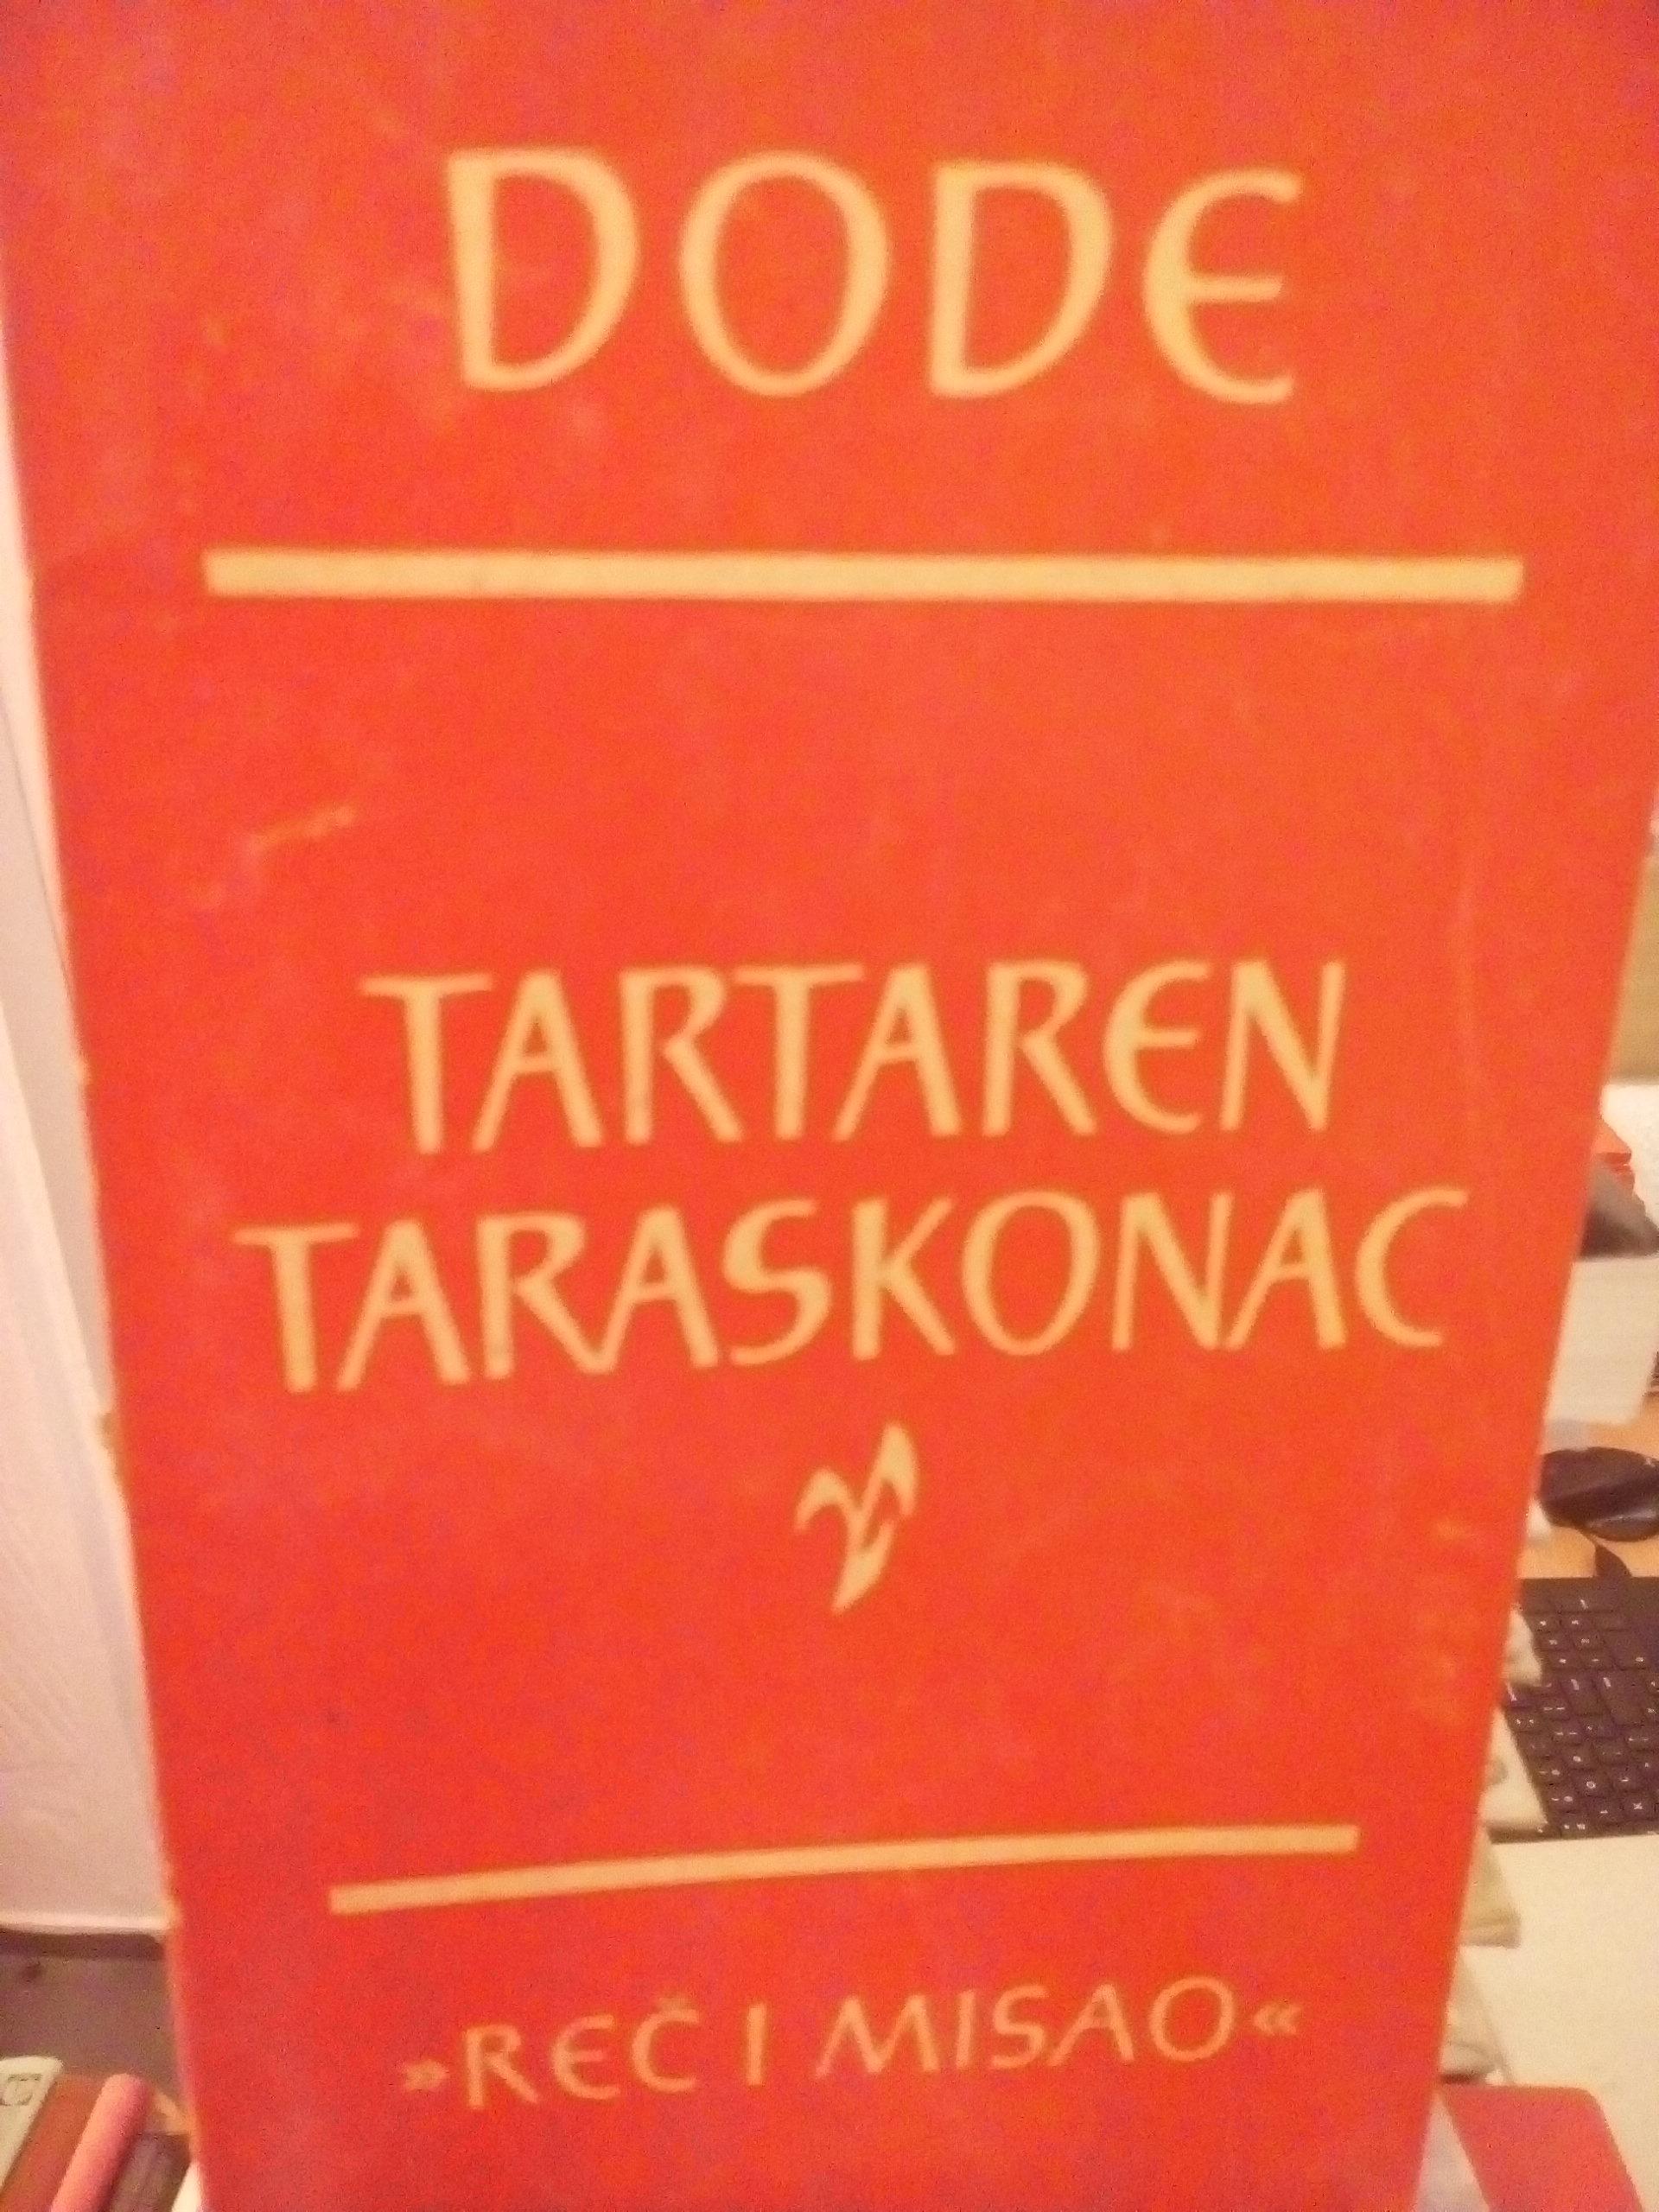 DODE
TARTAREN
TARASKONAC
»REČ I MISAO«